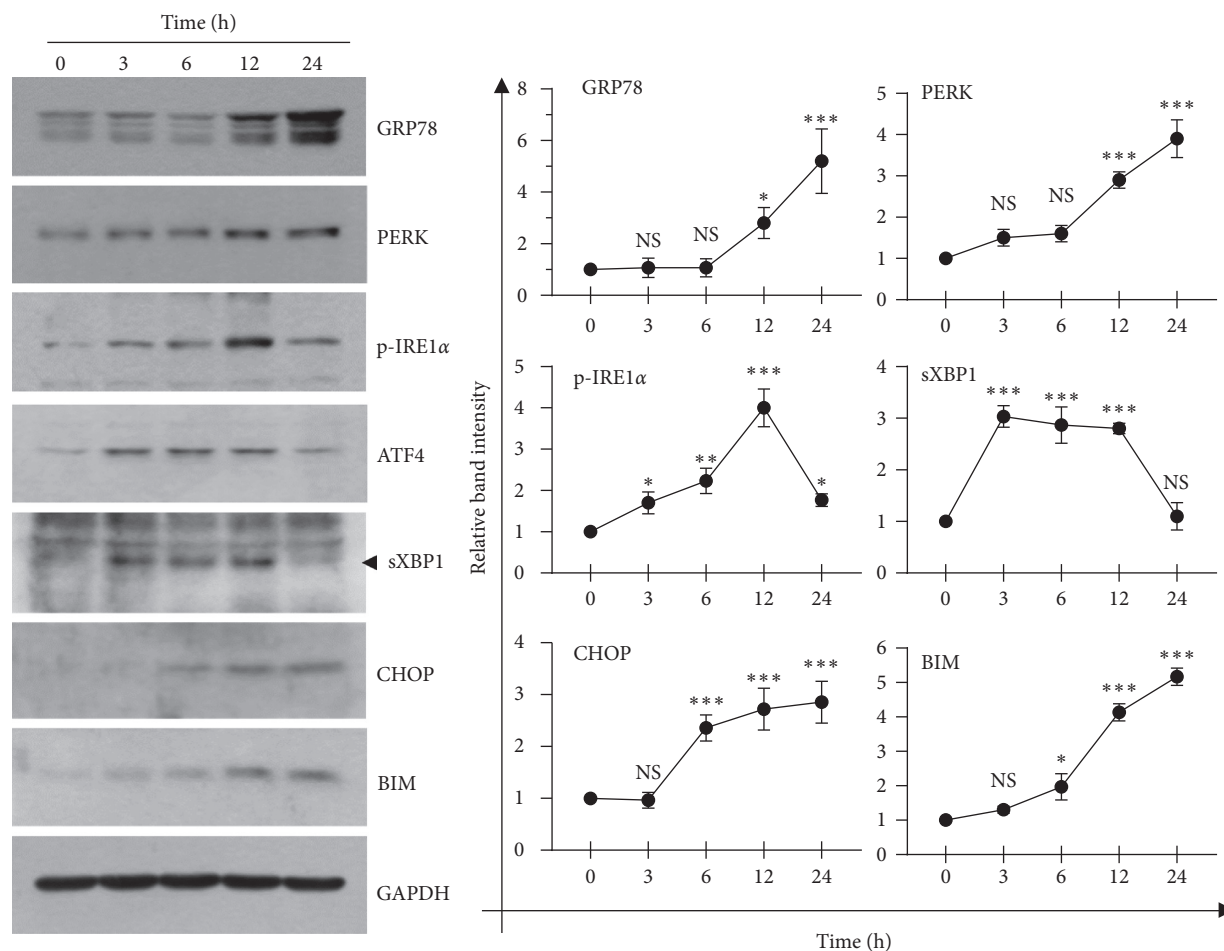 Time (h)
0 3 6 12 24
GRP78
PERK
p-IRE1α
ATF4
sXBP1
CHOP
BIM
GAPDH
Relative band intensity
GRP78
8
6
4
2
0
NS NS * ***
0 3 6 12 24
PERK
5
4
3
2
1
0
NS NS *** ***
0 3 6 12 24
p-IRE1α
5
4
3
2
1
0
* ** *** *
0 3 6 12 24
sXBP1
4
3
2
1
0
*** *** *** NS
0 3 6 12 24
CHOP
4
3
2
1
0
NS *** *** ***
0 3 6 12 24
BIM
6
5
4
3
2
1
0
NS * *** ***
0 3 6 12 24
Time (h)